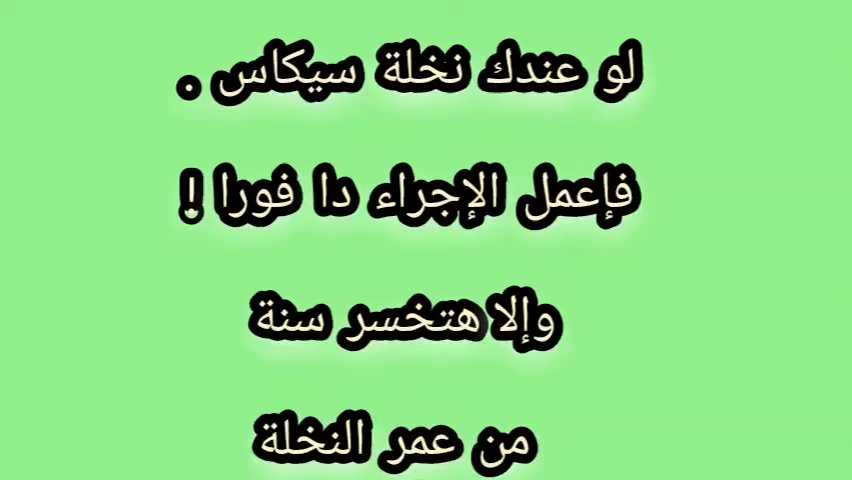 لو عندك نخلة سيكاس .
فإعمل الإجراء دا فورا !
وإلا هتخسر سنة
من عمر النخلة